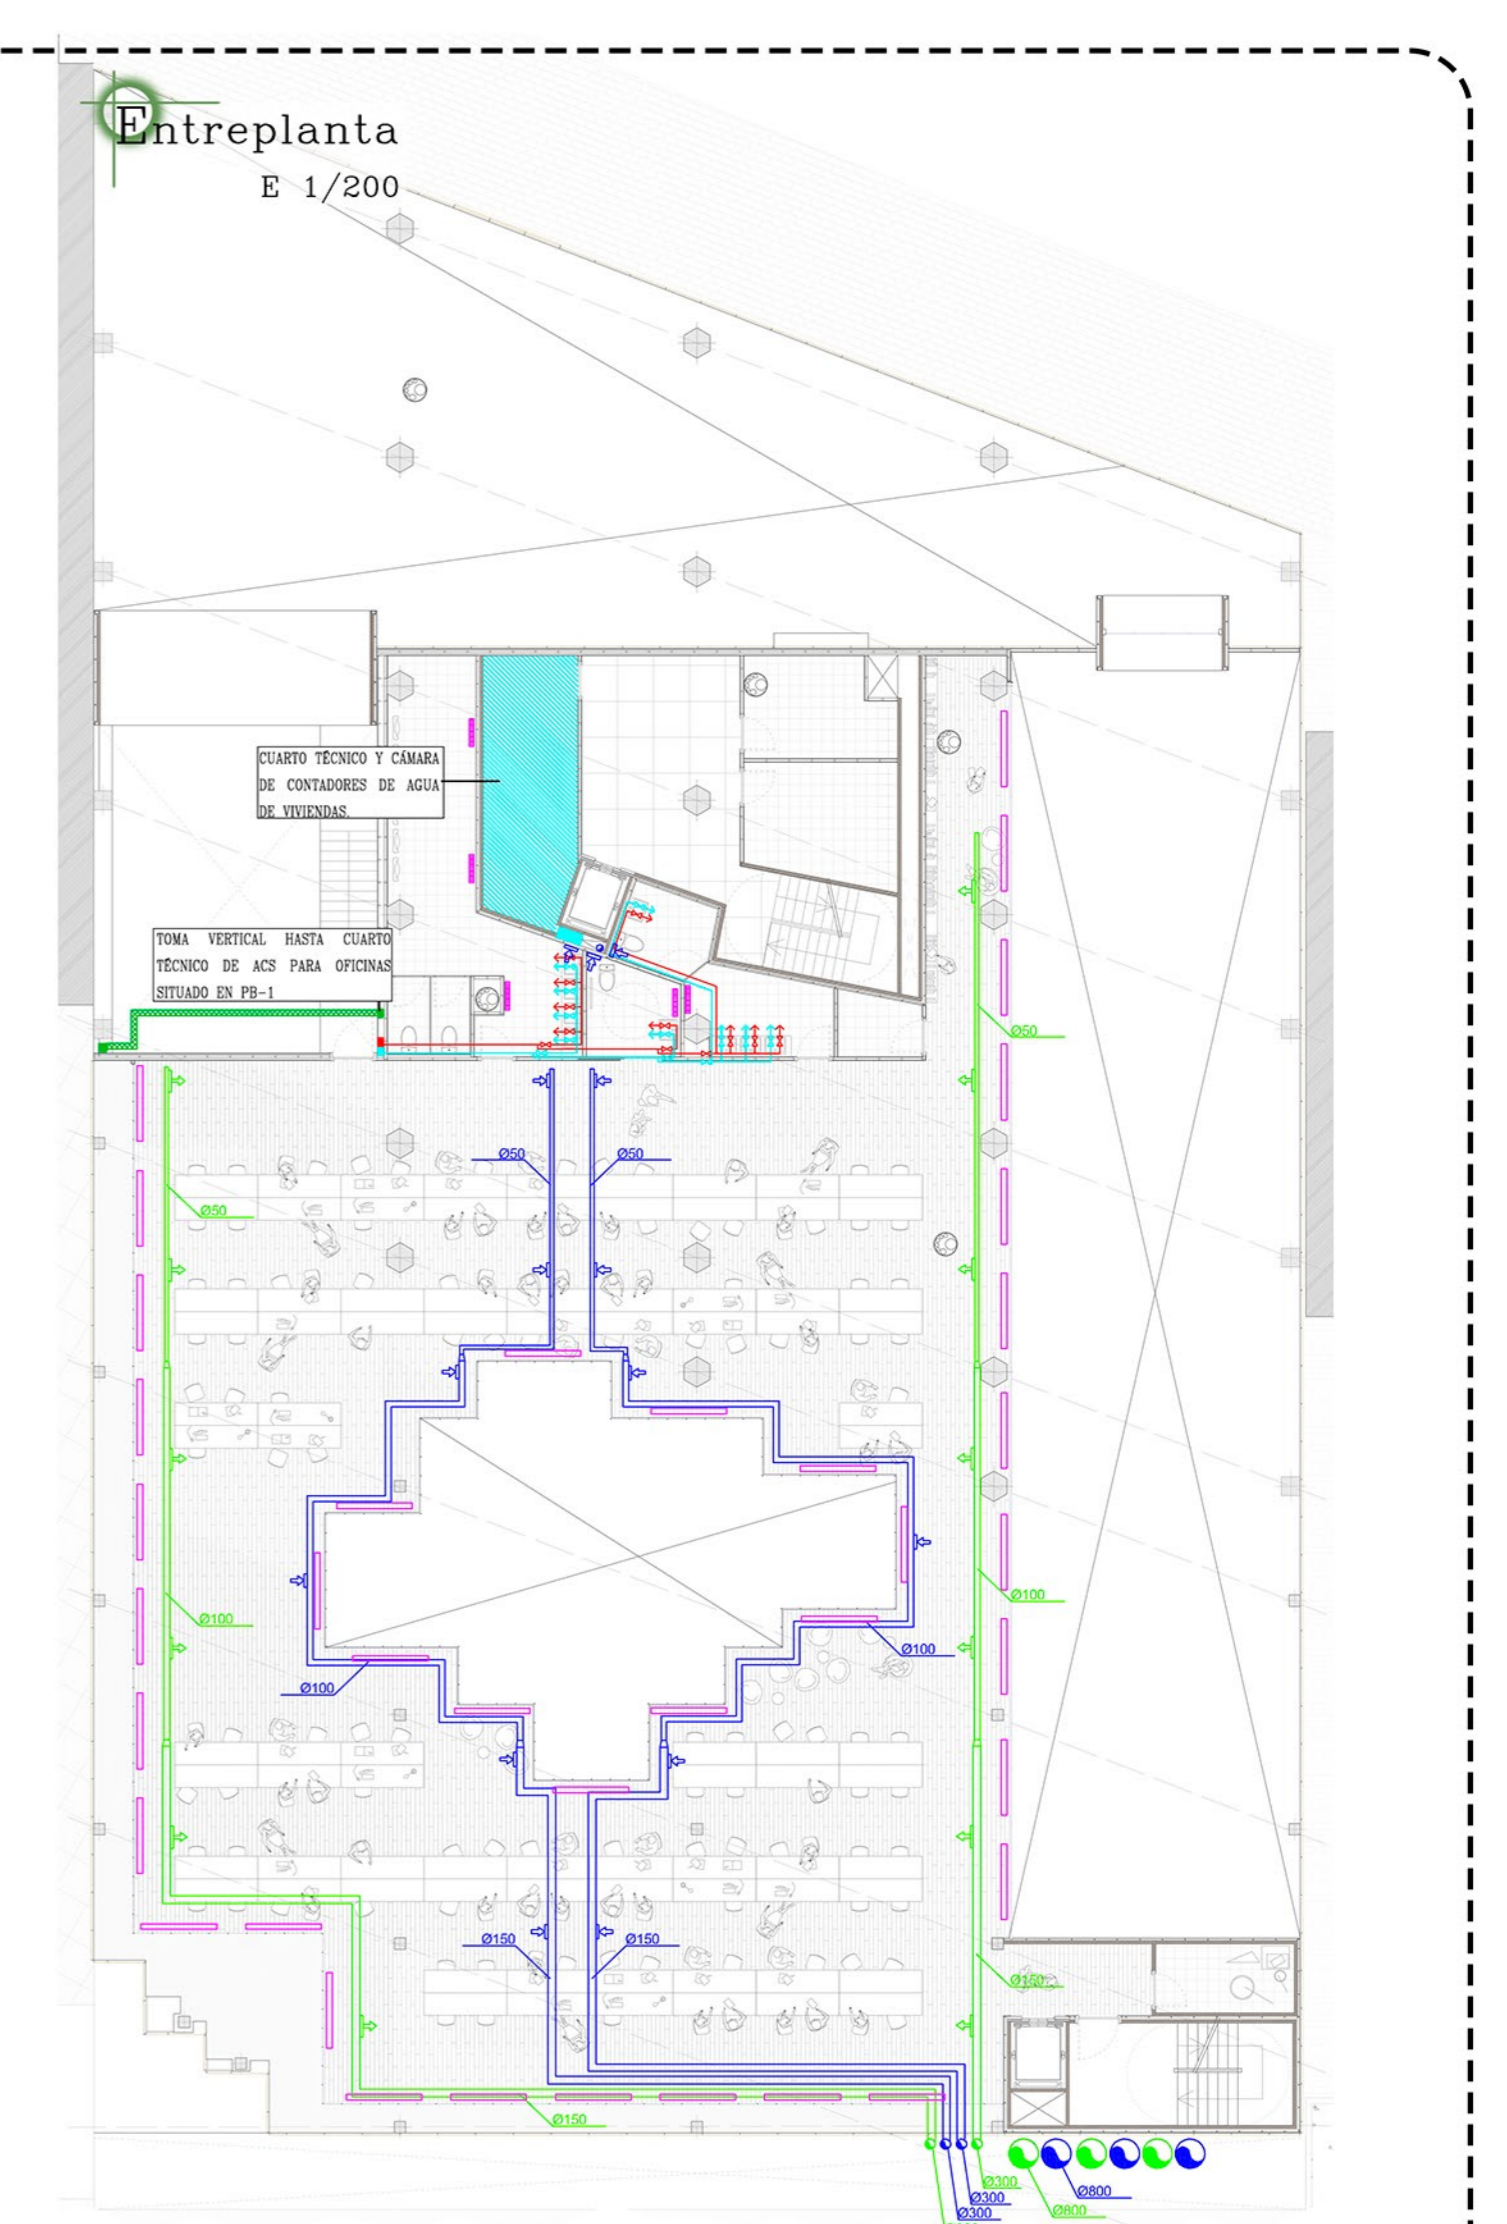 Entreplanta
E 1/200
CUARTO TÉCNICO Y CÁMARA
DE CONTADORES DE AGUA
DE VIVIENDAS.
TOMA VERTICAL HASTA CUARTO
TÉCNICO DE ACS PARA OFICINAS
SITUADO EN PB-1
Ø50
Ø50
Ø50
Ø50
Ø100
Ø100
Ø100
Ø100
Ø150
Ø150
Ø150
Ø150
Ø300
Ø300
Ø300
Ø800
Ø800